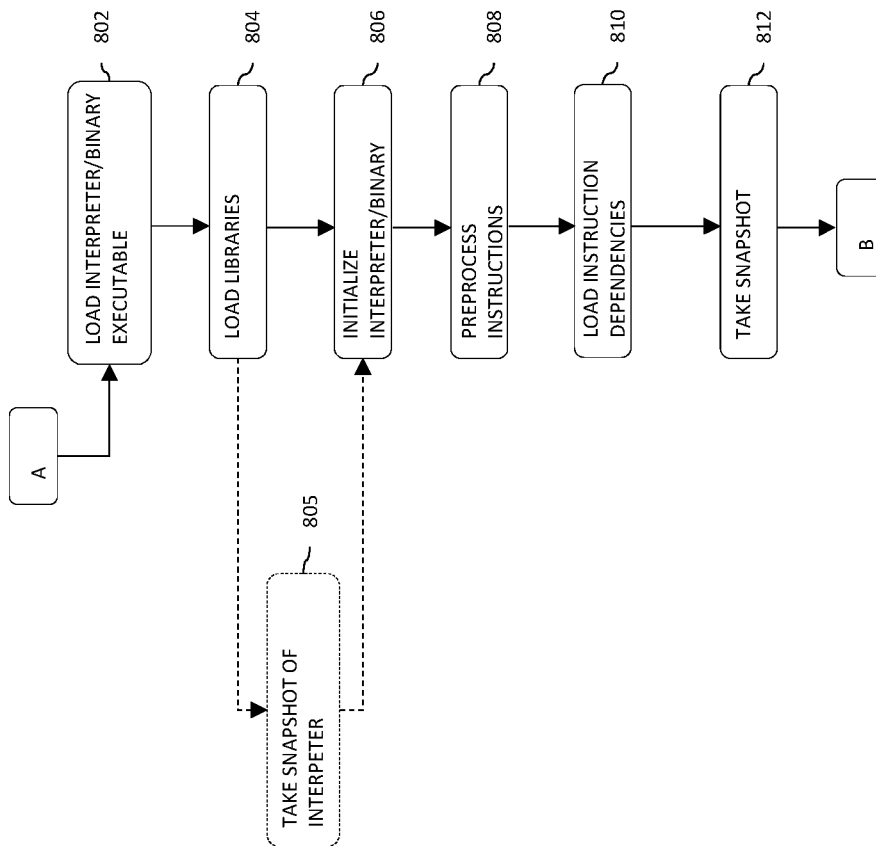 A
LOAD INTERPRETER/BINARY
EXECUTABLE
802
LOAD LIBRARIES
804
TAKE SNAPSHOT OF
INTERPETER
805
INITIALIZE
INTERPRETER/BINARY
806
PREPROCESS
INSTRUCTIONS
808
LOAD INSTRUCTION
DEPENDENCIES
810
TAKE SNAPSHOT
812
B